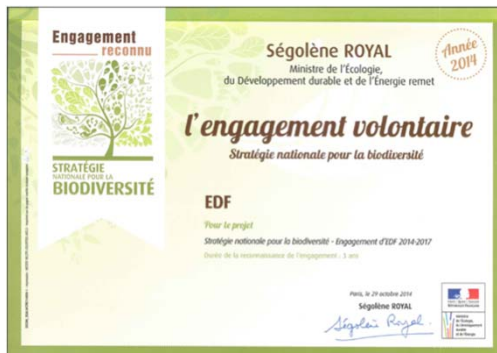 Engagement
reconnu
STRATÉGIE
NATIONALE POUR LA
BIODIVERSITÉ
Ségolène ROYAL
Ministre de l'Écologie,
du Développement durable et de l'Énergie remet
Année
2014
l'engagement volontaire
Stratégie nationale pour la biodiversité
EDF
Pour le projet
Stratégie nationale pour la biodiversité - Engagement d'EDF 2014-2017
Durée de la reconnaissance de l'engagement : 3 ans
Paris, le 29 octobre 2014
Ségolène ROYAL
Ségolène Royal